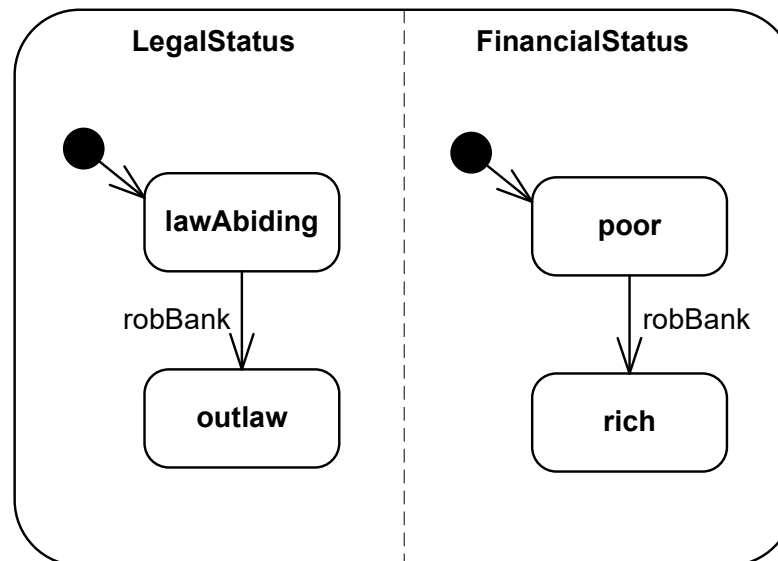 LegalStatus
FinancialStatus
lawAbiding
poor
robBank
robBank
outlaw
rich